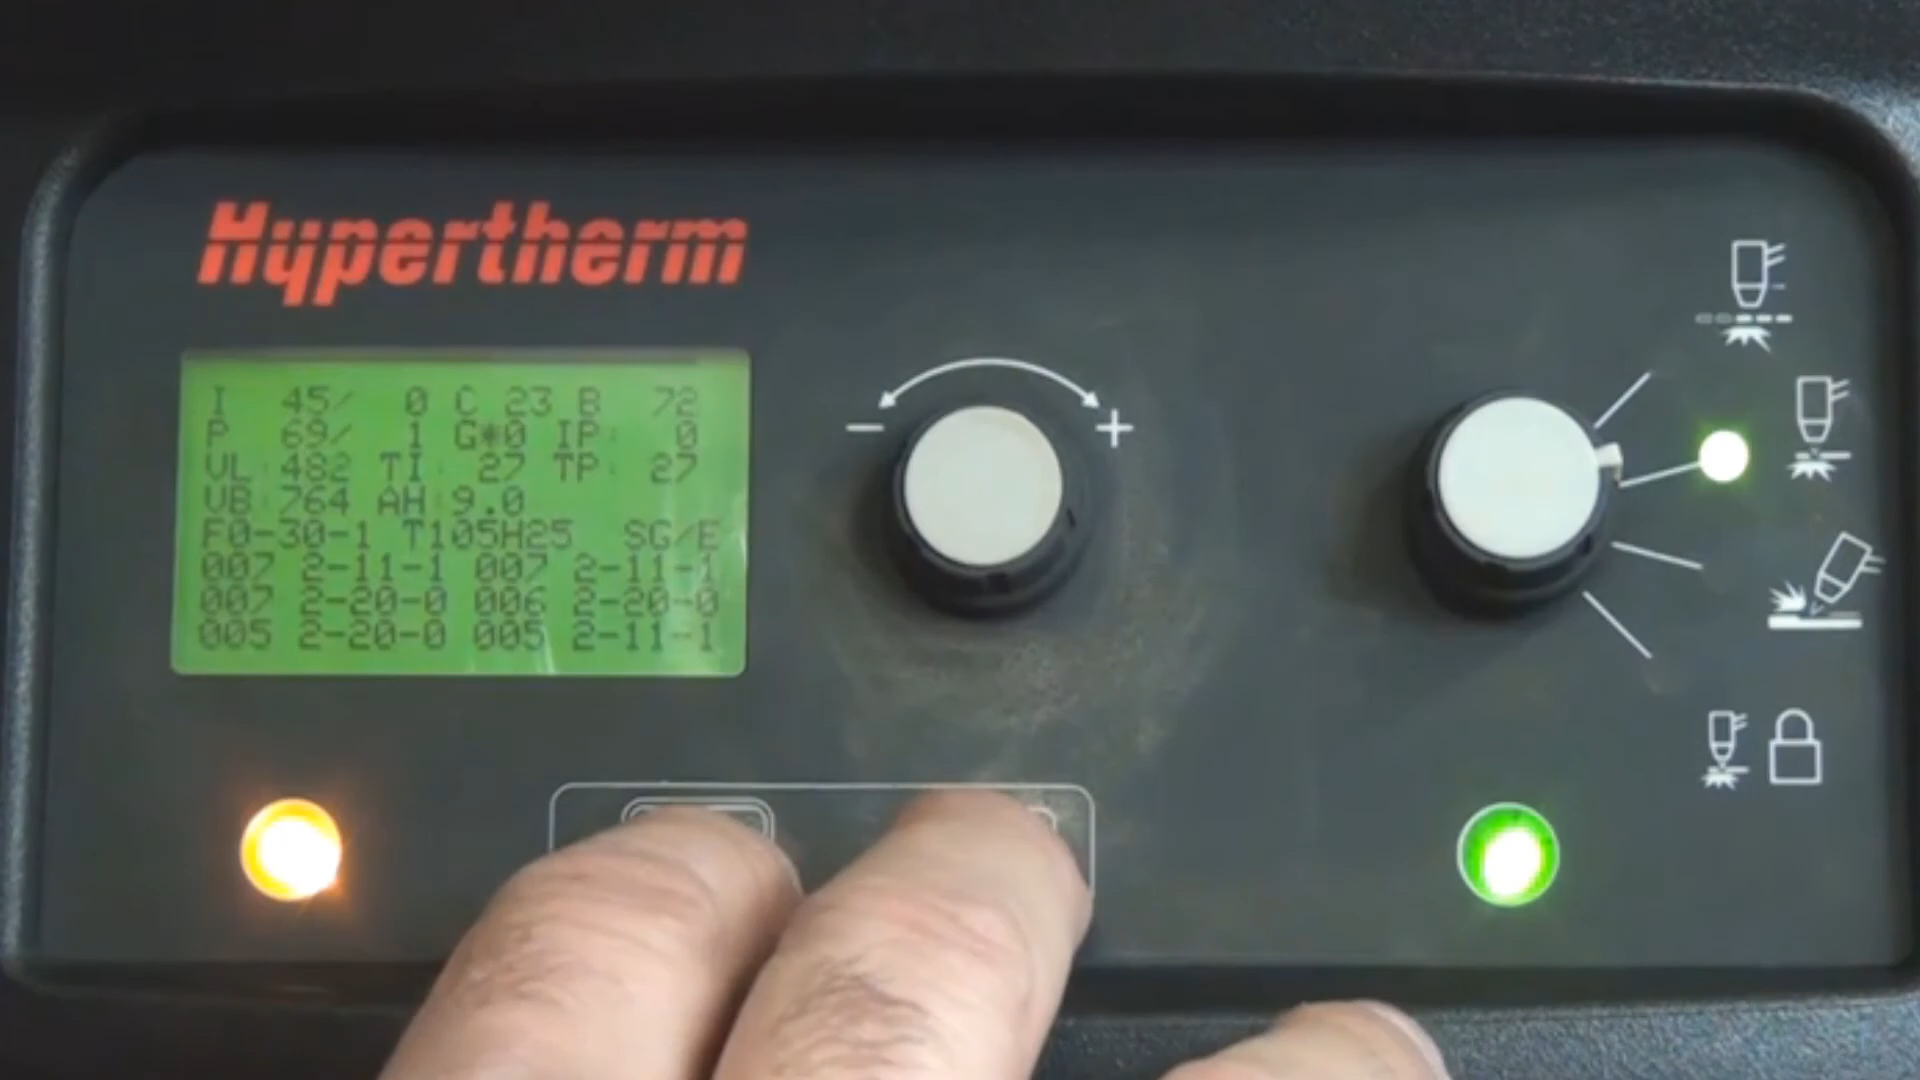 Hypertherm
I 45/ 0 C 23 B 72
P 69/ 1 G*0 IP: 0
VL:482 TI: 27 TP: 27
VB:764 AH:9.0
F0-30-1 T105H25 SG/E
007 2-11-1 007 2-11-1
007 2-20-0 006 2-20-0
005 2-20-0 005 2-11-1
− +